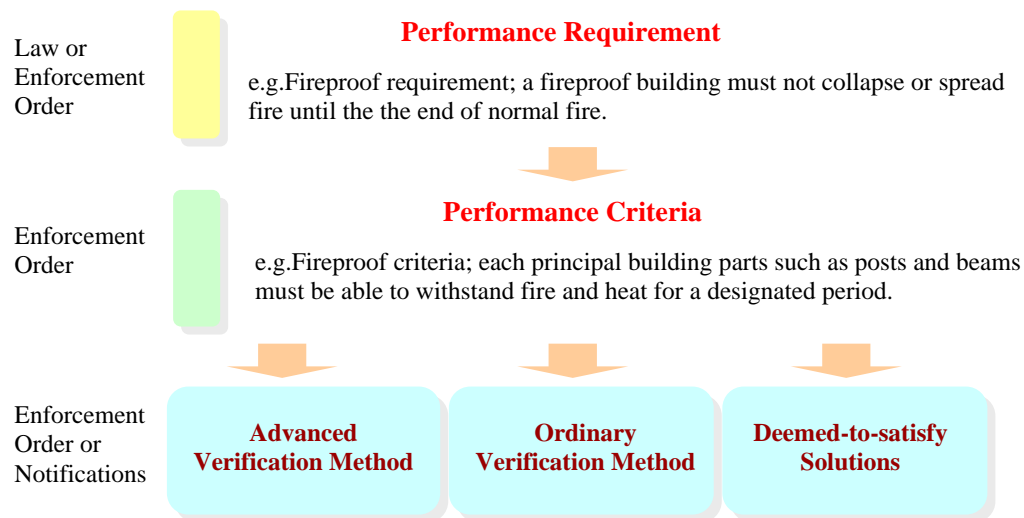 Law or
Enforcement
Order
Performance Requirement
e.g.Fireproof requirement; a fireproof building must not collapse or spread
fire until the the end of normal fire.
Enforcement
Order
Performance Criteria
e.g.Fireproof criteria; each principal building parts such as posts and beams
must be able to withstand fire and heat for a designated period.
Enforcement
Order or
Notifications
Advanced
Verification Method
Ordinary
Verification Method
Deemed-to-satisfy
Solutions